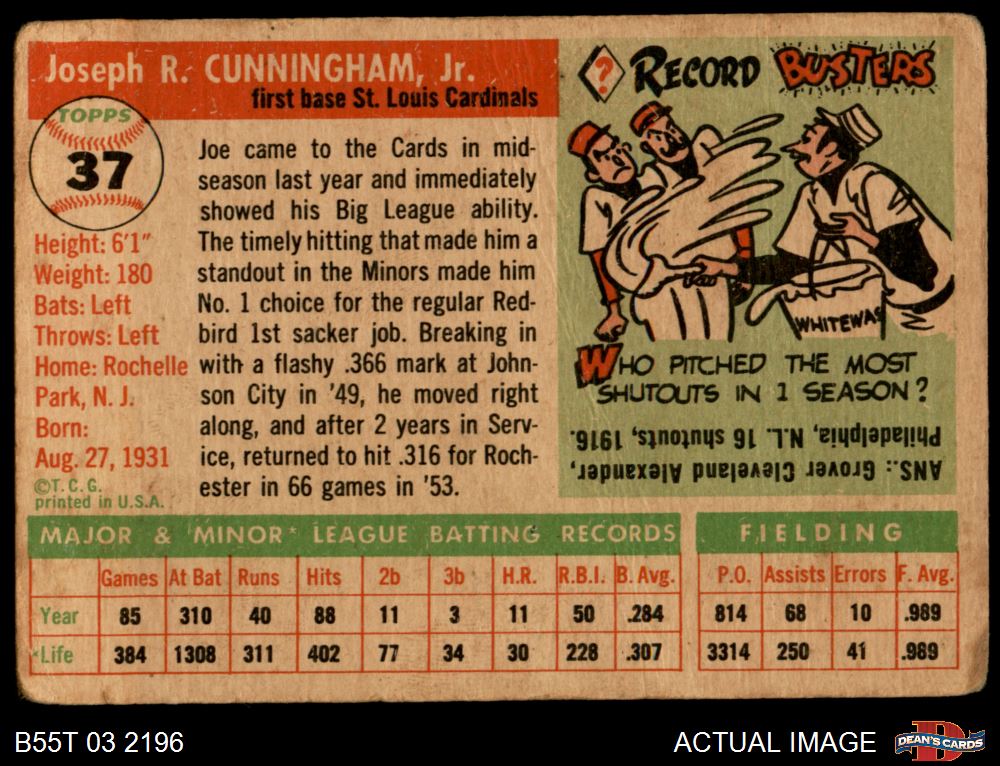 Joseph R. CUNNINGHAM, Jr.
first base St. Louis Cardinals
TOPPS
37
Height: 6'1"
Weight: 180
Bats: Left
Throws: Left
Home: Rochelle
Park, N. J.
Born:
Aug. 27, 1931
©T. C. G.
printed in U.S.A.
Joe came to the Cards in mid-
season last year and immediately
showed his Big League ability.
The timely hitting that made him a
standout in the Minors made him
No. 1 choice for the regular Red-
bird 1st sacker job. Breaking in
with a flashy .366 mark at John-
son City in '49, he moved right
along, and after 2 years in Serv-
ice, returned to hit .316 for Roch-
ester in 66 games in '53.
? RECORD BUSTERS
WHITEWAS
WHO PITCHED THE MOST
SHUTOUTS IN 1 SEASON?
ANS.: Grover Cleveland Alexander,
Philadelphia, N.L. 16 shutouts, 1916.
MAJOR & MINOR* LEAGUE BATTING RECORDS
Games At Bat Runs Hits 2b 3b H.R. R.B.I. B. Avg.
Year 85 310 40 88 11 3 11 50 .284
*Life 384 1308 311 402 77 34 30 228 .307
FIELDING
P.O. Assists Errors F. Avg.
814 68 10 .989
3314 250 41 .989
B55T 03 2196
ACTUAL IMAGE
DEAN'S CARDS